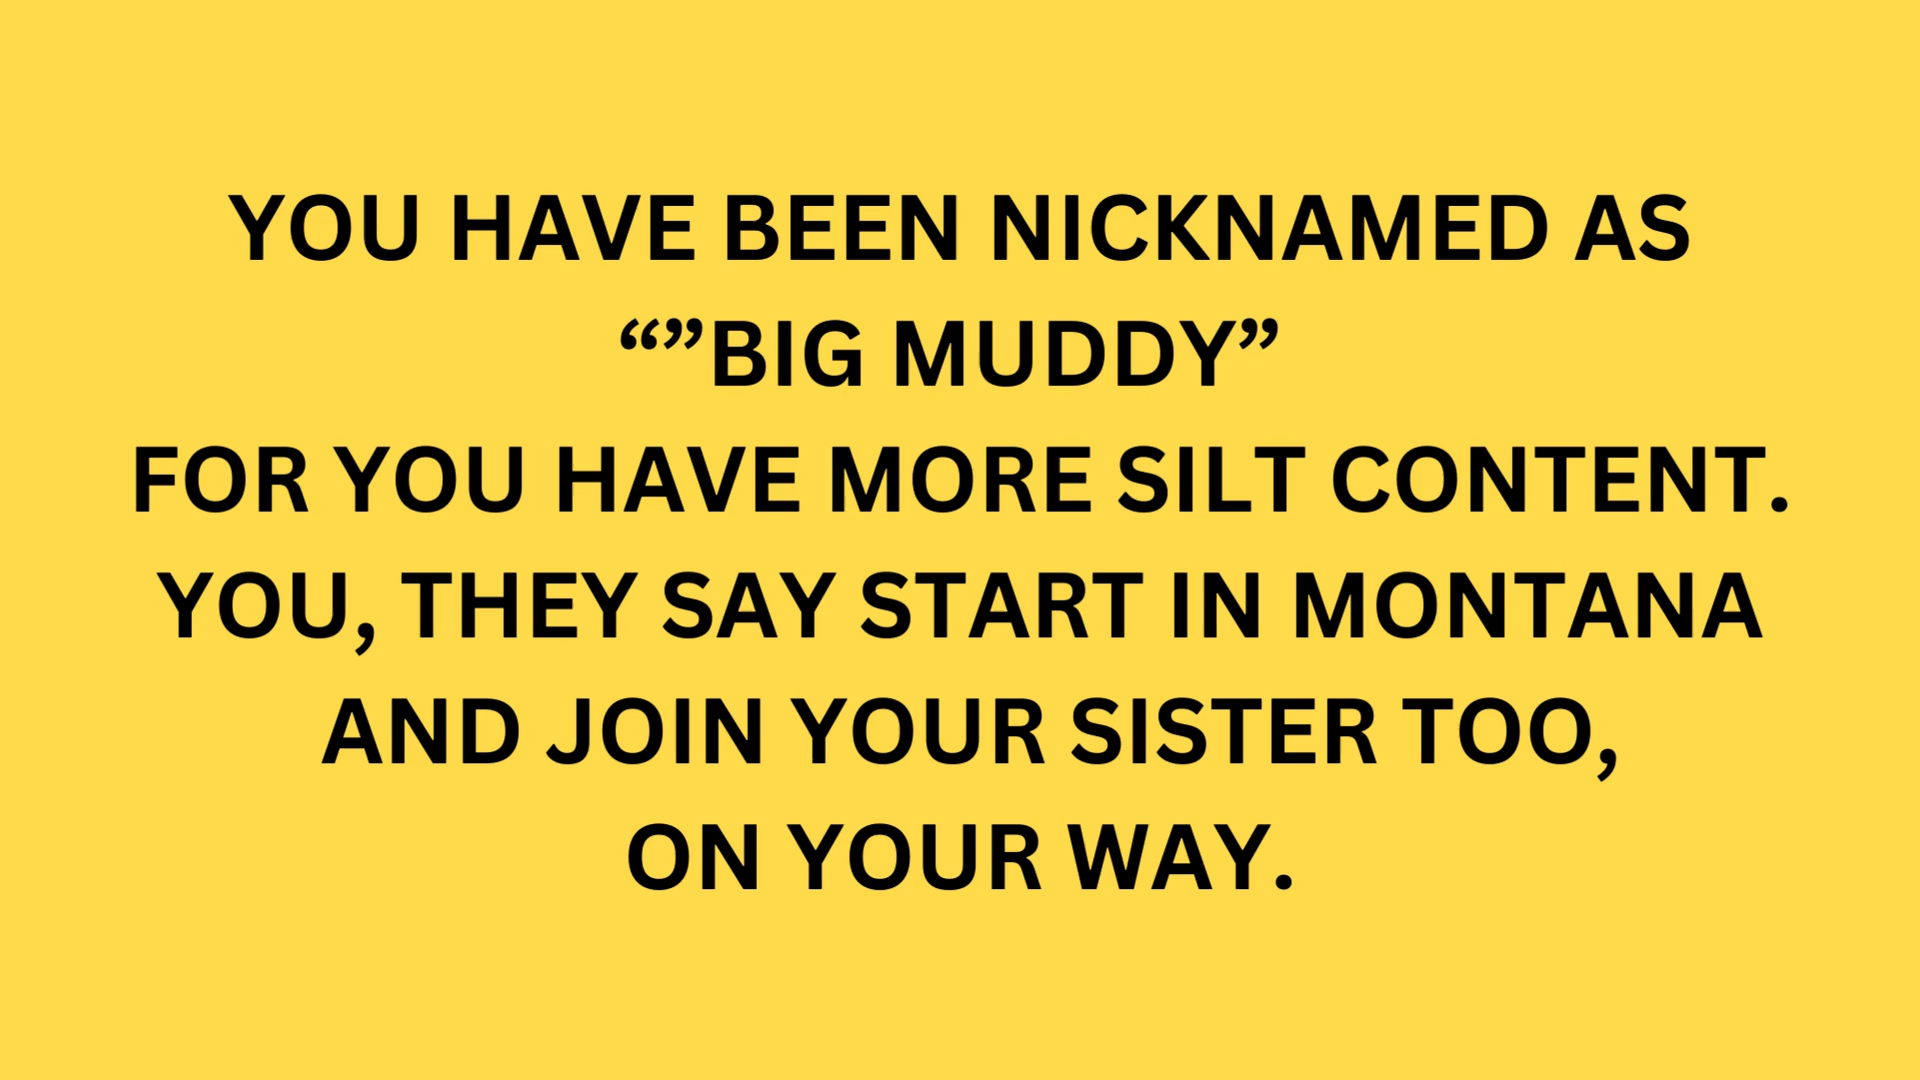 YOU HAVE BEEN NICKNAMED AS
“”BIG MUDDY”
FOR YOU HAVE MORE SILT CONTENT.
YOU, THEY SAY START IN MONTANA
AND JOIN YOUR SISTER TOO,
ON YOUR WAY.